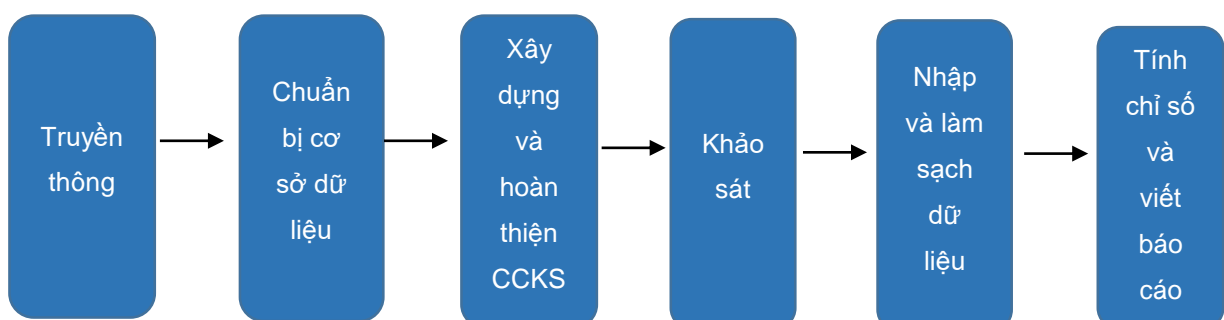 Truyền
thông
Chuẩn
bị cơ
sở dữ
liệu
Xây
dựng
và
hoàn
thiện
CCKS
Khảo
sát
Nhập
và làm
sạch
dữ
liệu
Tính
chỉ số
và
viết
báo
cáo